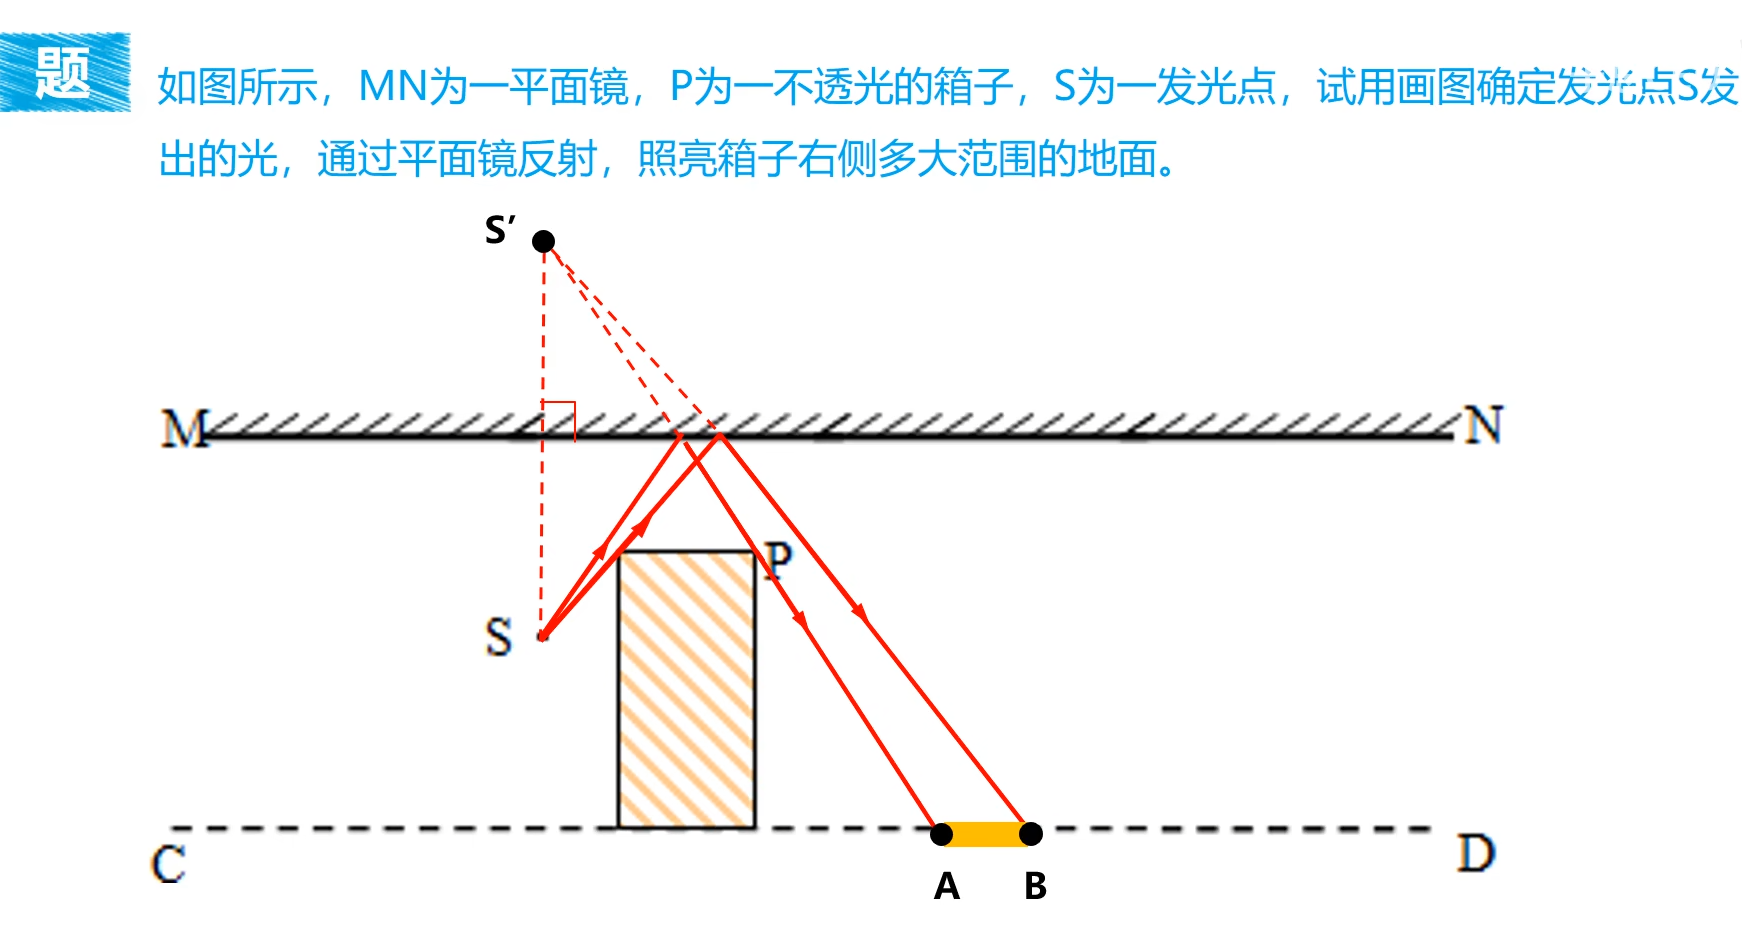 题
如图所示，MN为一平面镜，P为一不透光的箱子，S为一发光点，试用画图确定发光点S发
出的光，通过平面镜反射，照亮箱子右侧多大范围的地面。
S′
M
N
P
S
C
D
A
B